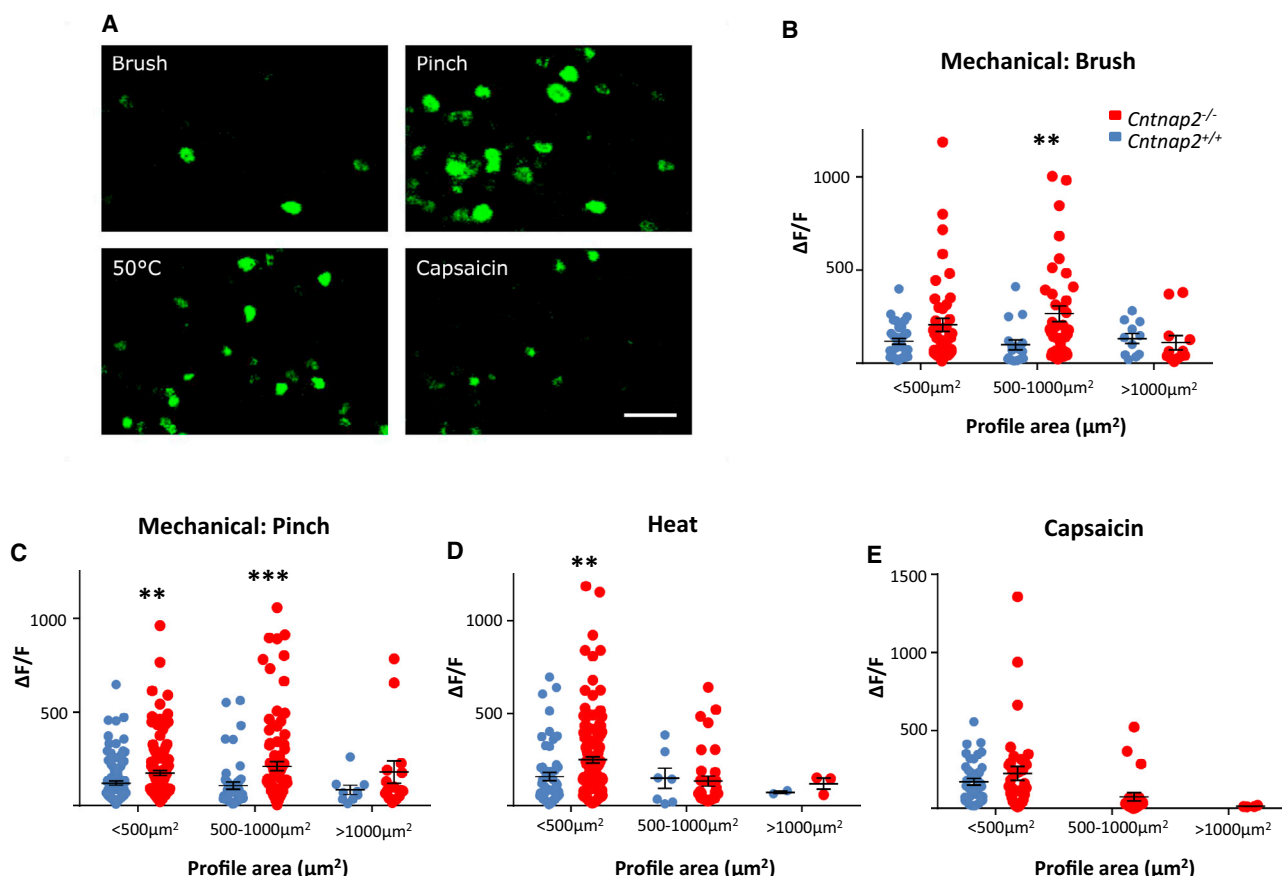 A
Brush
Pinch
50°C
Capsaicin
B
Mechanical: Brush
Cntnap2-/-
Cntnap2+/+
**
1000
500
ΔF/F
<500µm²
500-1000µm²
>1000µm²
Profile area (µm²)
C
Mechanical: Pinch
**
***
1000
500
ΔF/F
<500µm²
500-1000µm²
>1000µm²
Profile area (µm²)
D
Heat
**
1000
500
ΔF/F
<500µm²
500-1000µm²
>1000µm²
Profile area (µm²)
E
Capsaicin
1500
1000
500
0
ΔF/F
<500µm²
500-1000µm²
>1000µm²
Profile area (µm²)